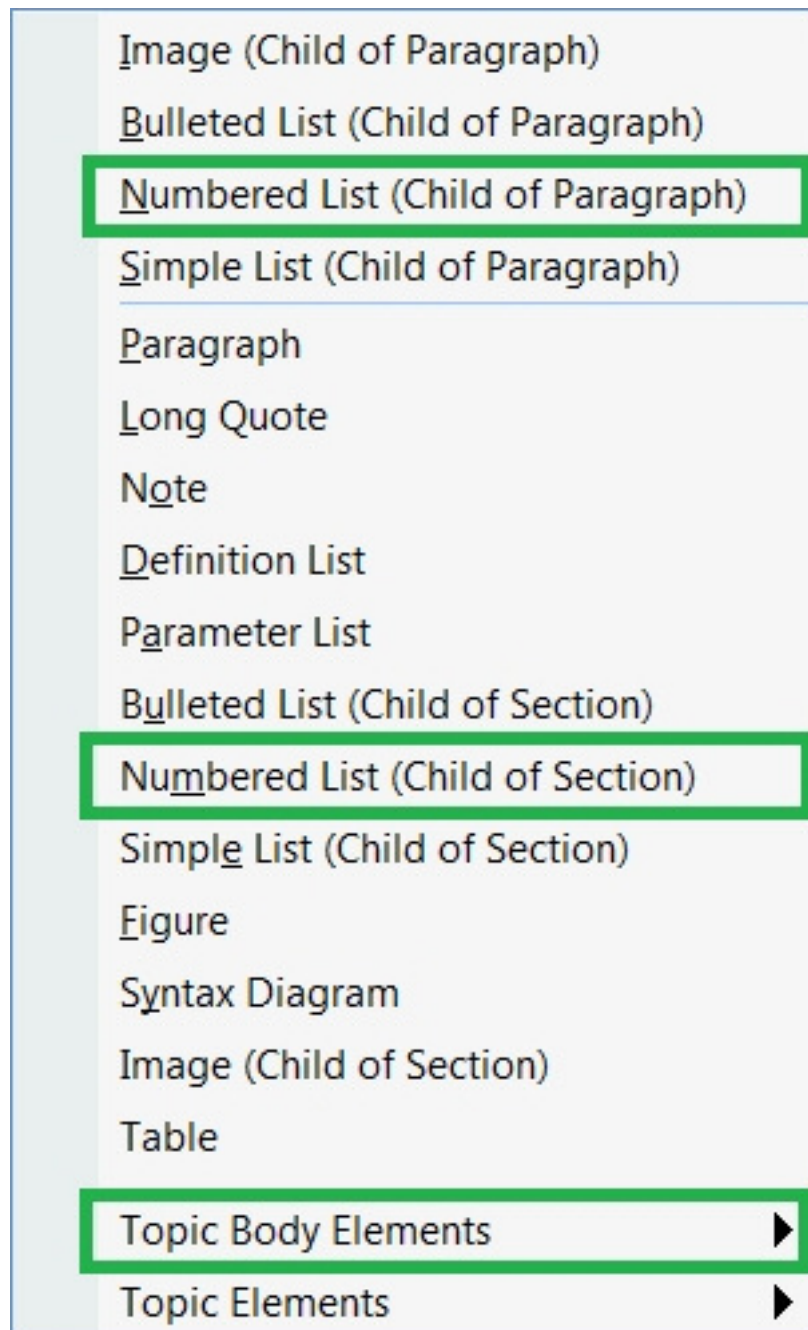 Image (Child of Paragraph)
Bulleted List (Child of Paragraph)
Numbered List (Child of Paragraph)
Simple List (Child of Paragraph)
Paragraph
Long Quote
Note
Definition List
Parameter List
Bulleted List (Child of Section)
Numbered List (Child of Section)
Simple List (Child of Section)
Figure
Syntax Diagram
Image (Child of Section)
Table
Topic Body Elements
Topic Elements